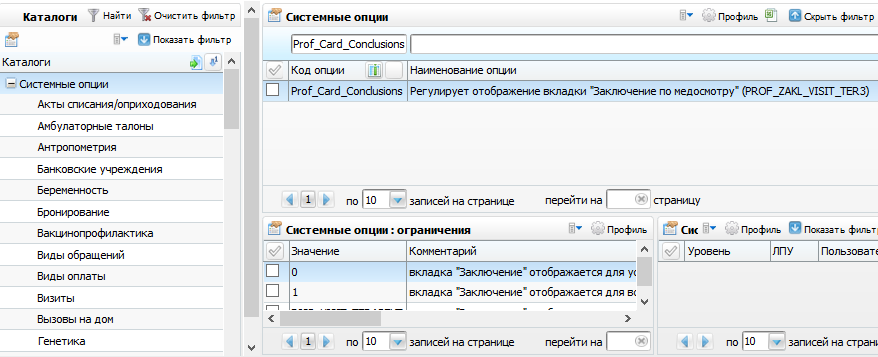 Каталоги Найти Очистить фильтр
Показать фильтр
Каталоги
Системные опции
Акты списания/оприходования
Амбулаторные талоны
Антропометрия
Банковские учреждения
Беременность
Бронирование
Вакцинопрофилактика
Виды обращений
Виды оплаты
Визиты
Вызовы на дом
Генетика
Системные опции Профиль Скрыть фильтр
Prof_Card_Conclusions
Код опции Наименование опции
Prof_Card_Conclusions Регулирует отображение вкладки "Заключение по медосмотру" (PROF_ZAKL_VISIT_TER3)
1 по 10 записей на странице перейти на страницу
Системные опции : ограничения Профиль
Значение Комментарий
0 вкладка "Заключение" отображается для ус
1 вкладка "Заключение" отображается для вс
1 по 10 записей на странице перейти на
Сис Профиль Показать фильтр
Уровень ЛПУ Пользовате
1 по 10 записей на стран